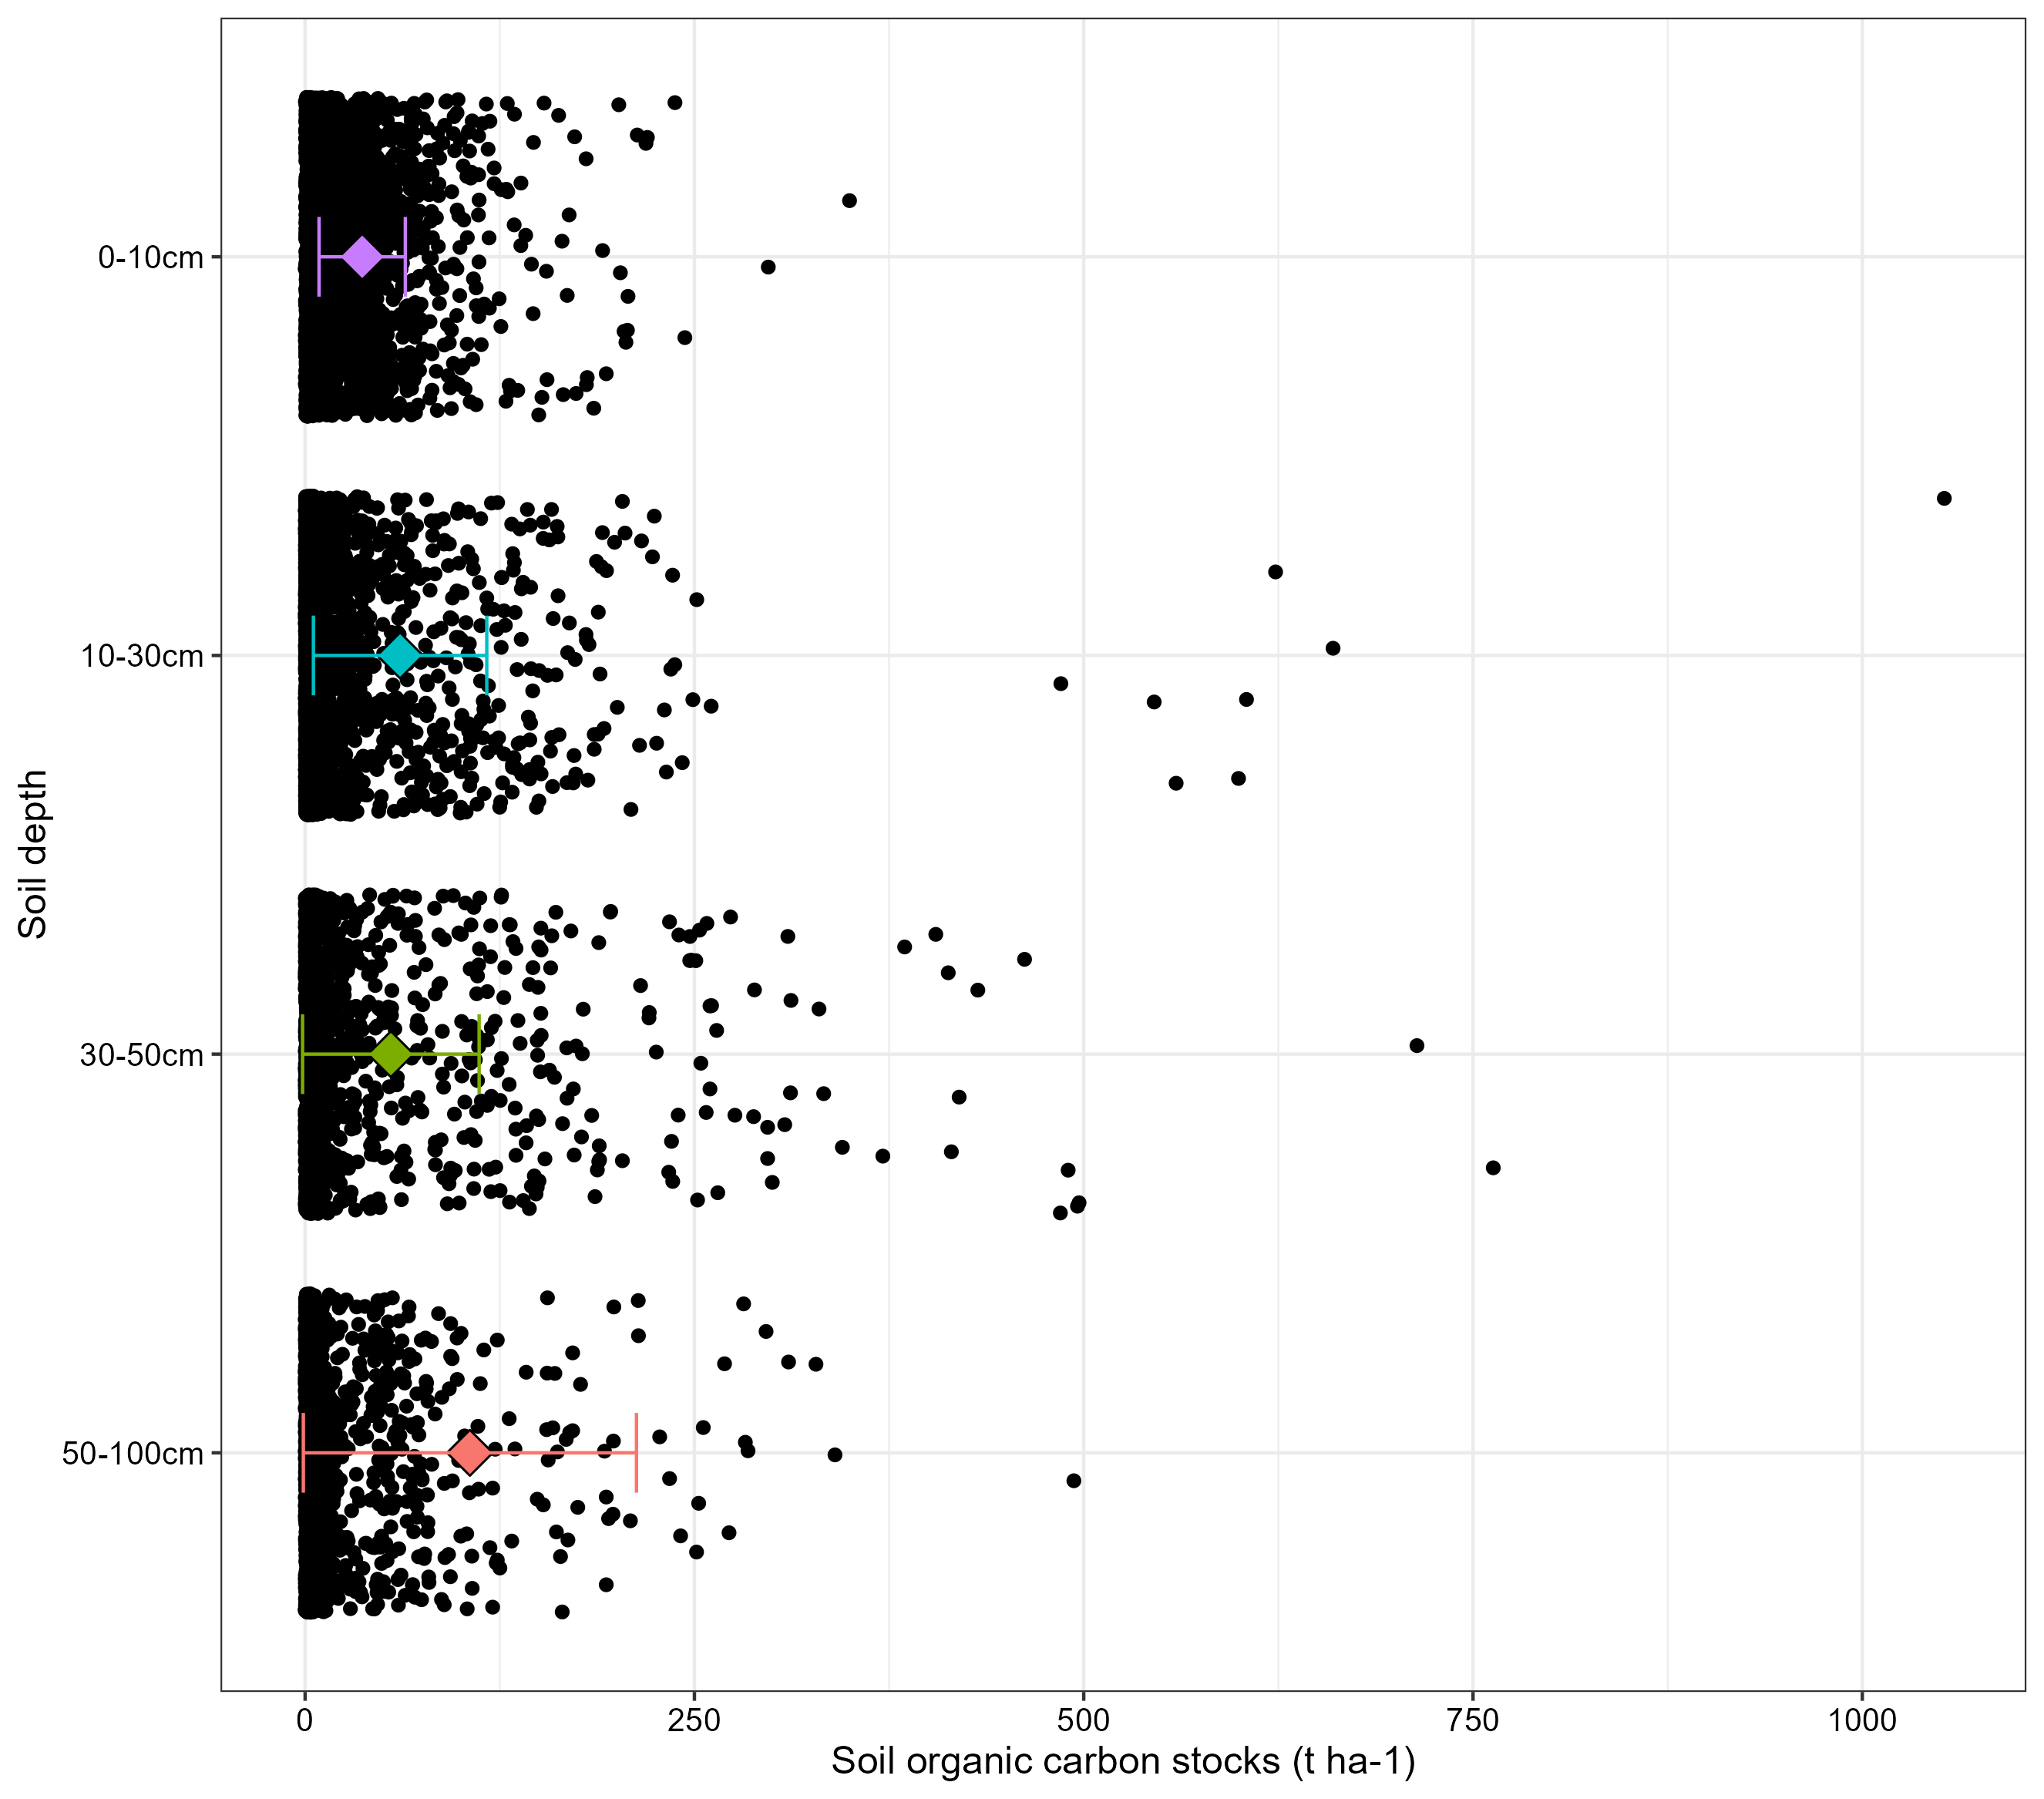 0-10cm
10-30cm
30-50cm
50-100cm
Soil depth
0 250 500 750 1000
Soil organic carbon stocks (t ha-1)